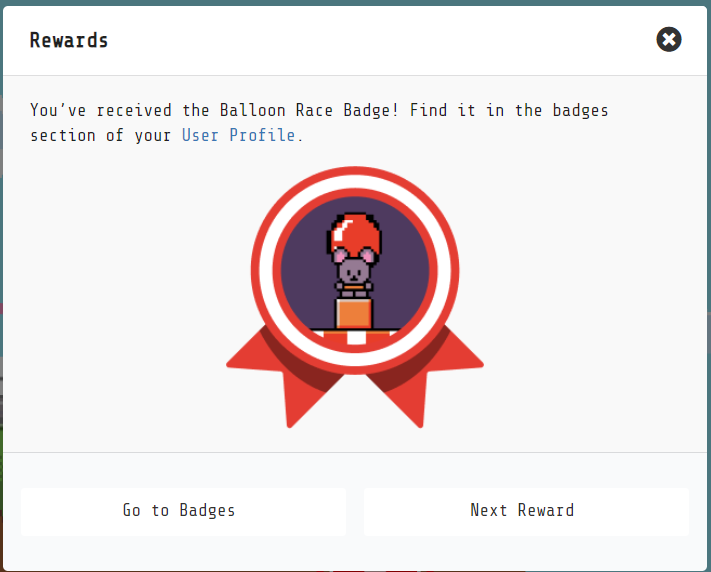 Rewards
You've received the Balloon Race Badge! Find it in the badges
section of your User Profile.
Go to Badges
Next Reward